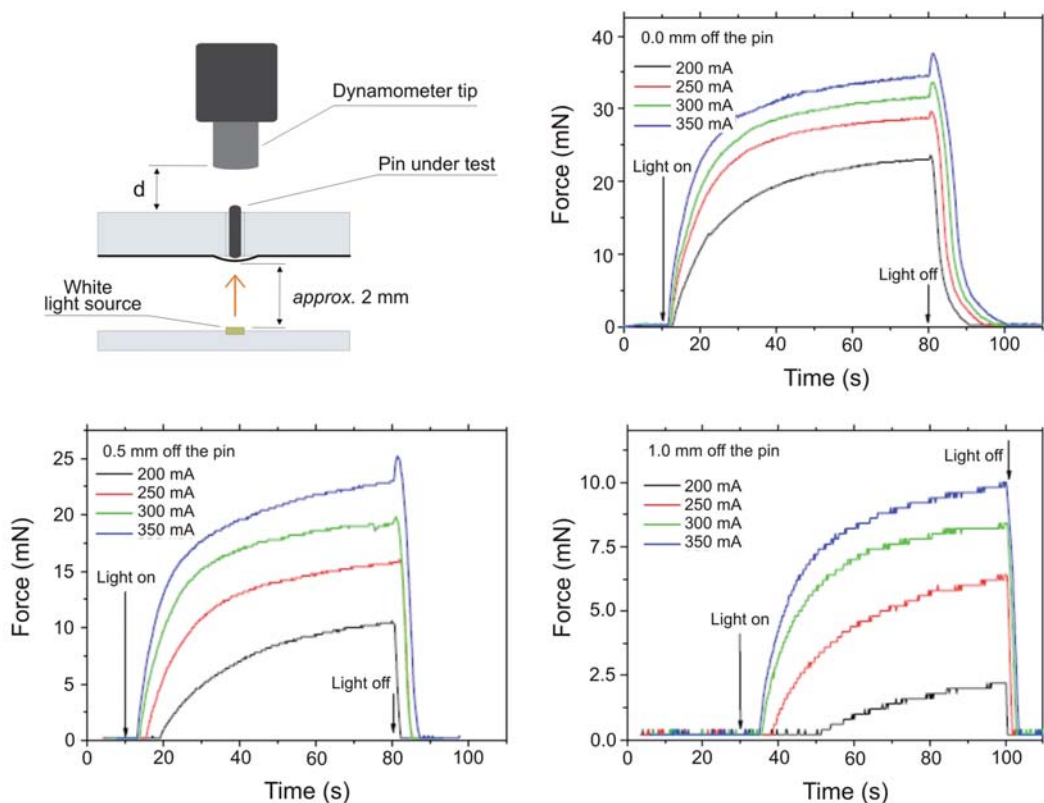 Dynamometer tip
Pin under test
d
White
light source
approx. 2 mm
0.0 mm off the pin
200 mA
250 mA
300 mA
350 mA
Light on
Light off
Force (mN)
40
30
20
10
0
0 20 40 60 80 100
Time (s)
0.5 mm off the pin
200 mA
250 mA
300 mA
350 mA
Light on
Light off
Force (mN)
25
20
15
10
5
0
0 20 40 60 80 100
Time (s)
1.0 mm off the pin
200 mA
250 mA
300 mA
350 mA
Light on
Light off
Force (mN)
10.0
7.5
5.0
2.5
0.0
0 20 40 60 80 100
Time (s)